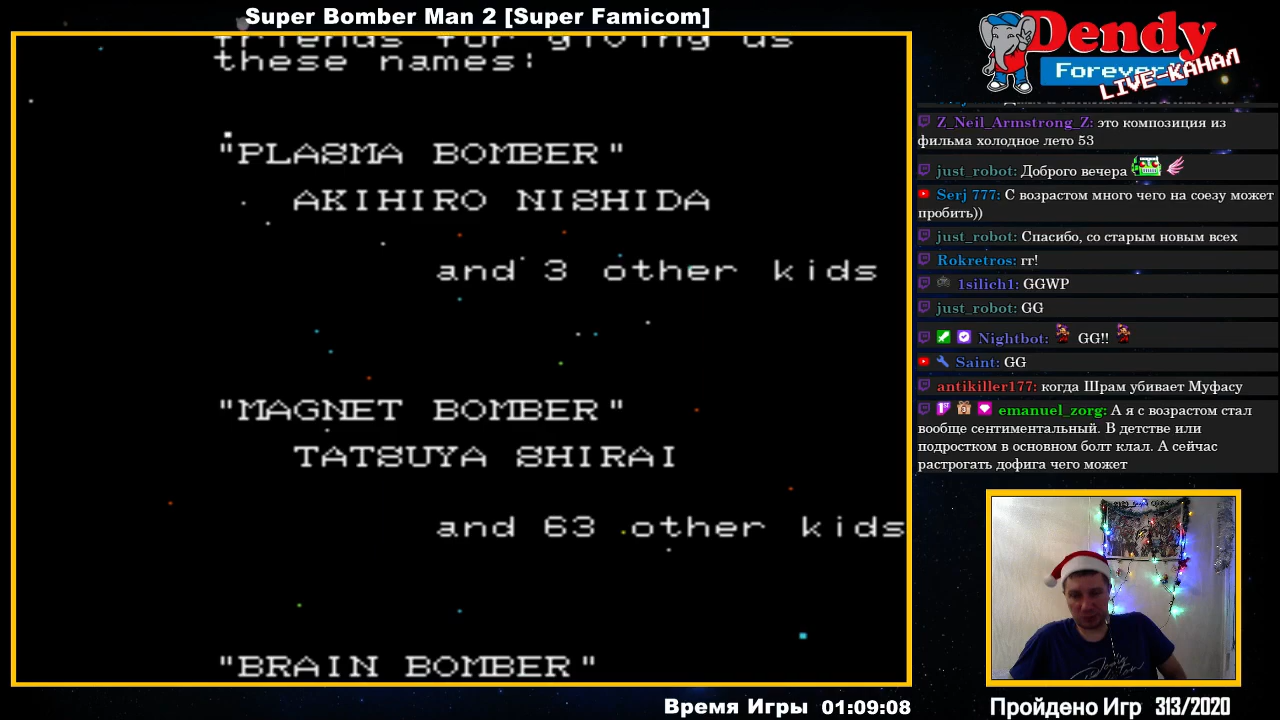 Super Bomber Man 2 [Super Famicom]
friends for giving us
these names:
"PLASMA BOMBER"
AKIHIRO NISHIDA
and 3 other kids
"MAGNET BOMBER"
TATSUYA SHIRAI
and 63 other kids
"BRAIN BOMBER"
Dendy
Forever!
LIVE-КАНАЛ
Z_Neil_Armstrong_Z: это композиция из
фильма холодное лето 53
just_robot: Доброго вечера
Serj 777: С возрастом много чего на соезу может
пробить))
just_robot: Спасибо, со старым новым всех
Rokretros: гг!
1silich1: GGWP
just_robot: GG
Nightbot: GG!!
Saint: GG
antikiller177: когда Шрам убивает Муфасу
emanuel_zorg: А я с возрастом стал
вообще сентиментальный. В детстве или
подростком в основном болт клал. А сейчас
растрогать дофига чего может
Время Игры 01:09:08
Пройдено Игр 313/2020